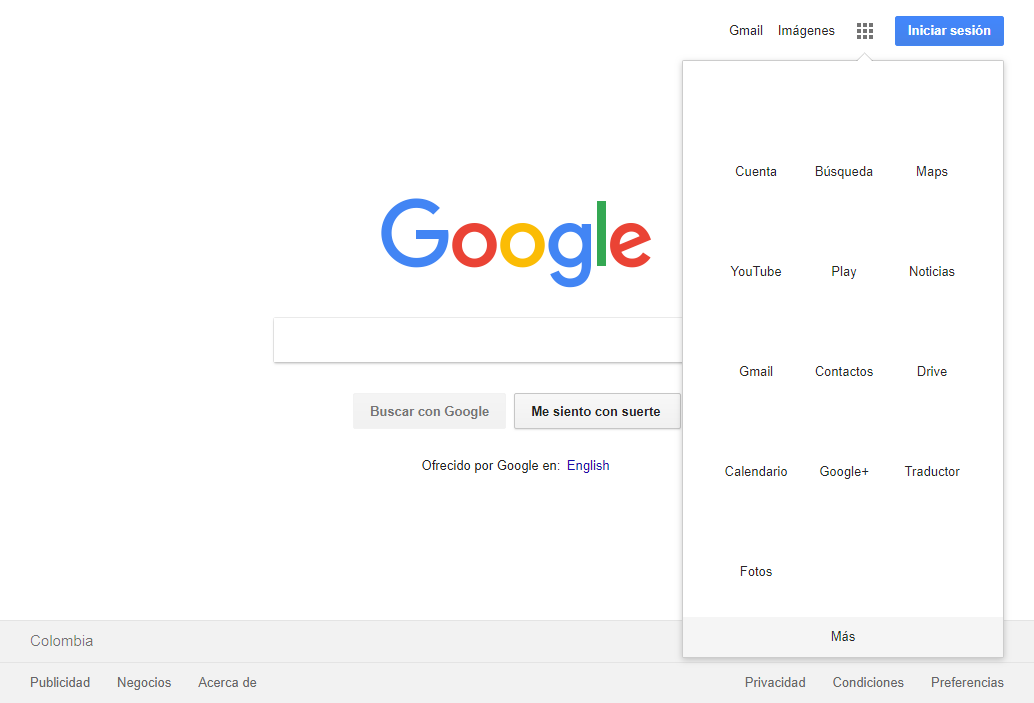 Gmail Imágenes Iniciar sesión
Cuenta Búsqueda Maps
Google
YouTube Play Noticias
Gmail Contactos Drive
Buscar con Google Me siento con suerte
Ofrecido por Google en: English
Calendario Google+ Traductor
Fotos
Más
Colombia
Publicidad Negocios Acerca de Privacidad Condiciones Preferencias